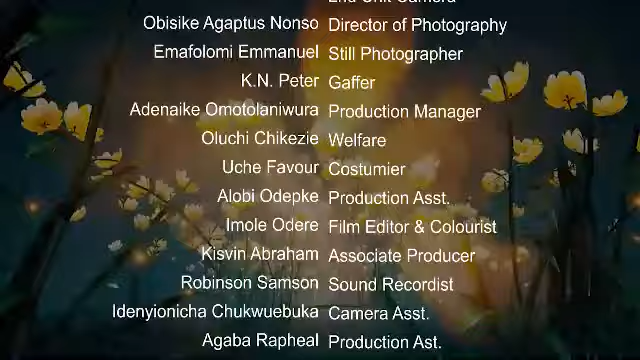 Obisike Agaptus Nonso Director of Photography
Emafolomi Emmanuel Still Photographer
K.N. Peter Gaffer
Adenaike Omotolaniwura Production Manager
Oluchi Chikezie Welfare
Uche Favour Costumier
Alobi Odepke Production Asst.
Imole Odere Film Editor & Colourist
Kisvin Abraham Associate Producer
Robinson Samson Sound Recordist
Idenyionicha Chukwuebuka Camera Asst.
Agaba Rapheal Production Ast.